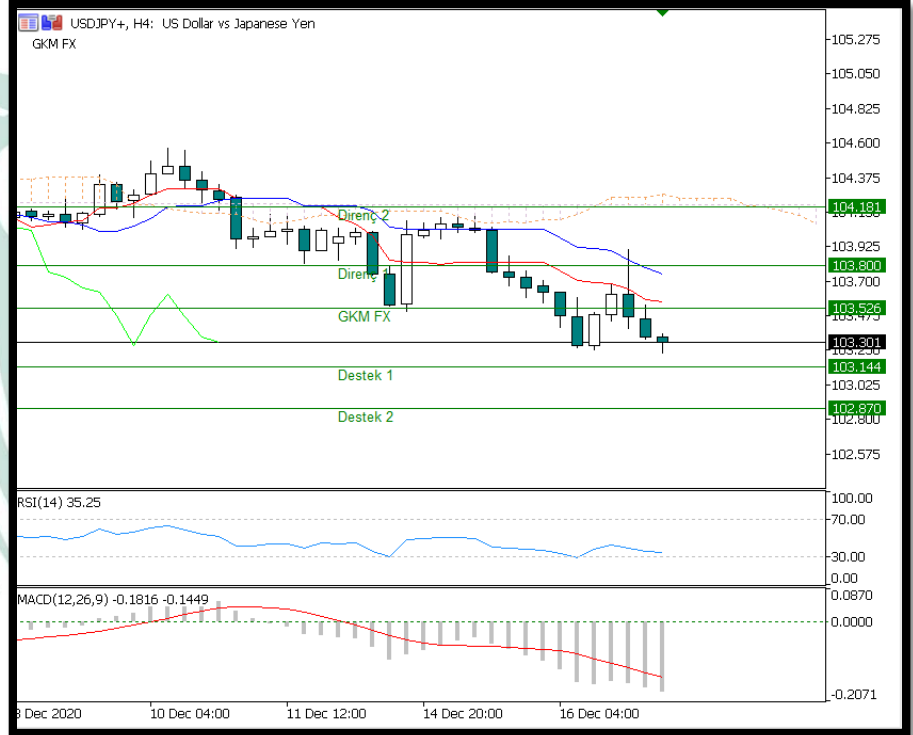 USDJPY+, H4: US Dollar vs Japanese Yen
GKM FX
105.275
105.050
104.825
104.600
104.375
104.181
Direnç 2
103.925
103.800
Direnç 1
103.700
103.526
GKM FX
103.301
103.144
Destek 1
103.025
102.870
Destek 2
102.800
102.575
RSI(14) 35.25
100.00
70.00
30.00
0.00
MACD(12,26,9) -0.1816 -0.1449
0.0870
0.0000
-0.2071
Dec 2020
10 Dec 04:00
11 Dec 12:00
14 Dec 20:00
16 Dec 04:00